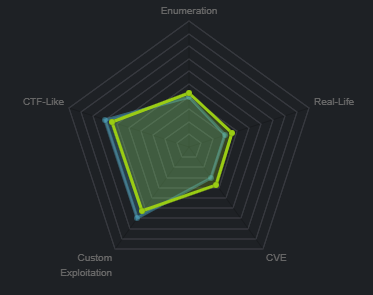 Enumeration
CTF-Like
Real-Life
Custom
Exploitation
CVE